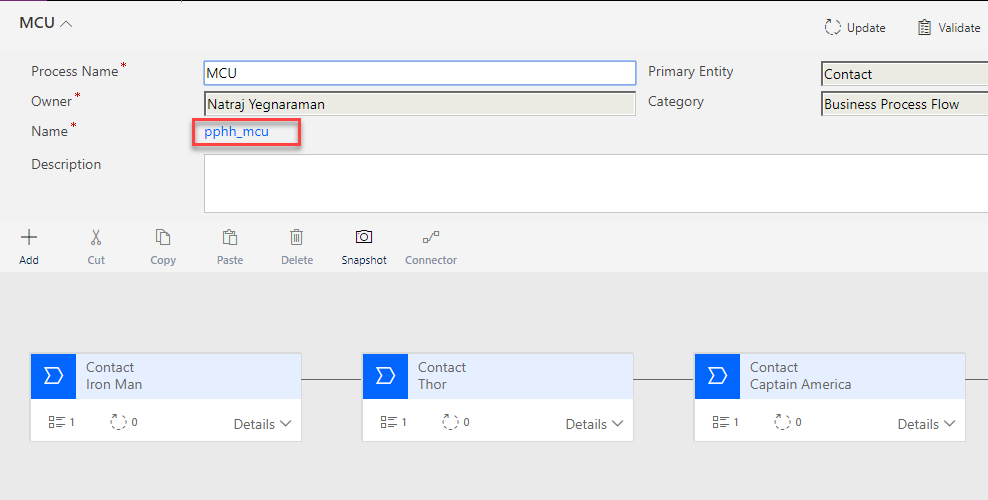 MCU
Update Validate
Process Name* MCU Primary Entity Contact
Owner* Natraj Yegnaraman Category Business Process Flow
Name* pphh_mcu
Description
Add Cut Copy Paste Delete Snapshot Connector
Contact Contact Contact
Iron Man Thor Captain America
1 0 Details 1 0 Details 1 0 Details